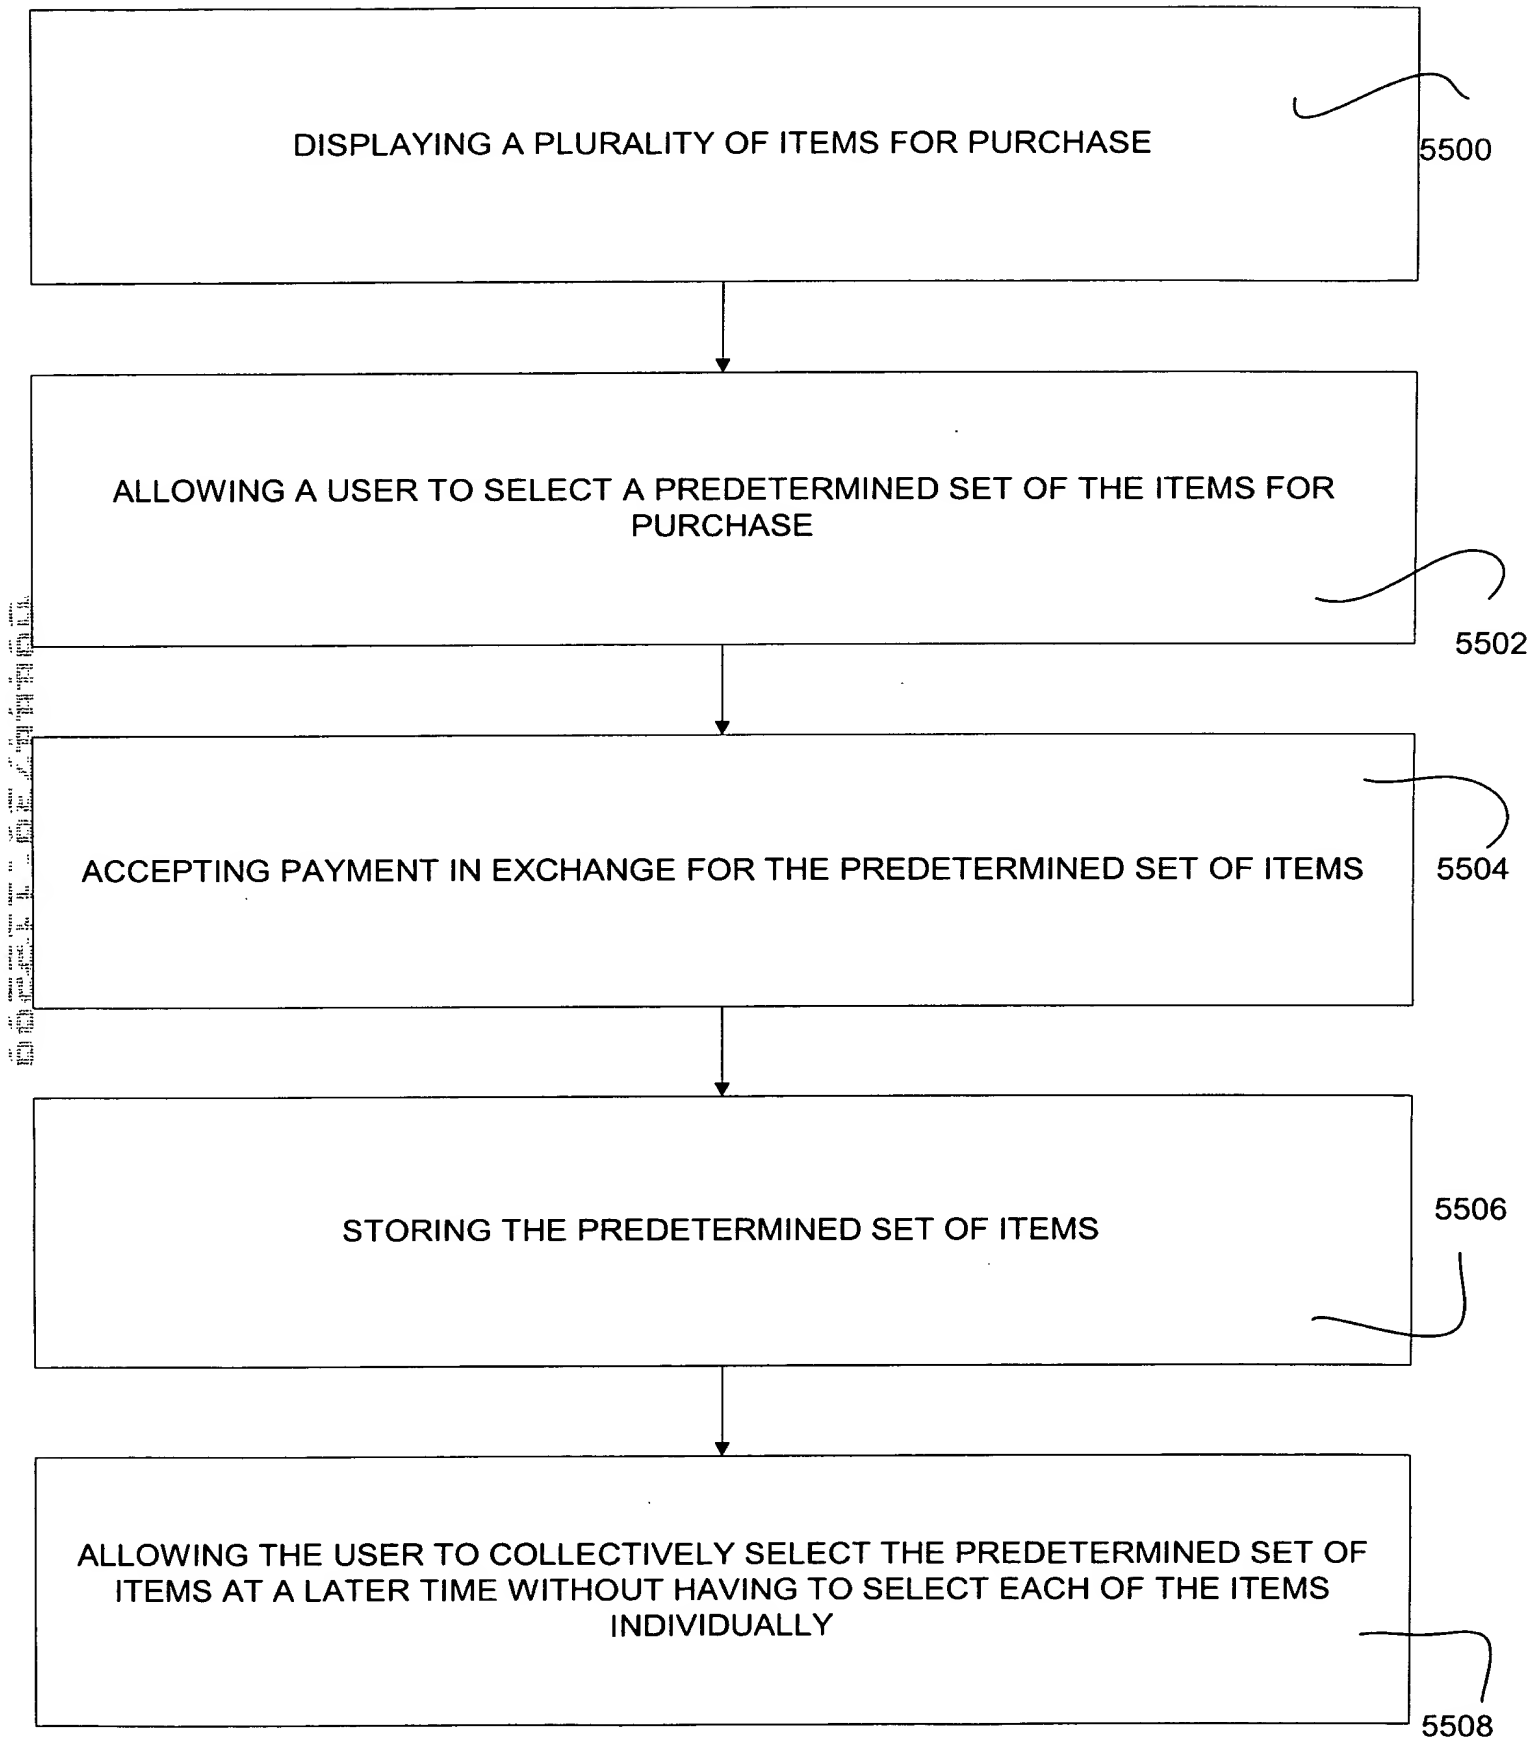 DISPLAYING A PLURALITY OF ITEMS FOR PURCHASE
5500
ALLOWING A USER TO SELECT A PREDETERMINED SET OF THE ITEMS FOR
PURCHASE
5502
ACCEPTING PAYMENT IN EXCHANGE FOR THE PREDETERMINED SET OF ITEMS
5504
STORING THE PREDETERMINED SET OF ITEMS
5506
ALLOWING THE USER TO COLLECTIVELY SELECT THE PREDETERMINED SET OF
ITEMS AT A LATER TIME WITHOUT HAVING TO SELECT EACH OF THE ITEMS
INDIVIDUALLY
5508